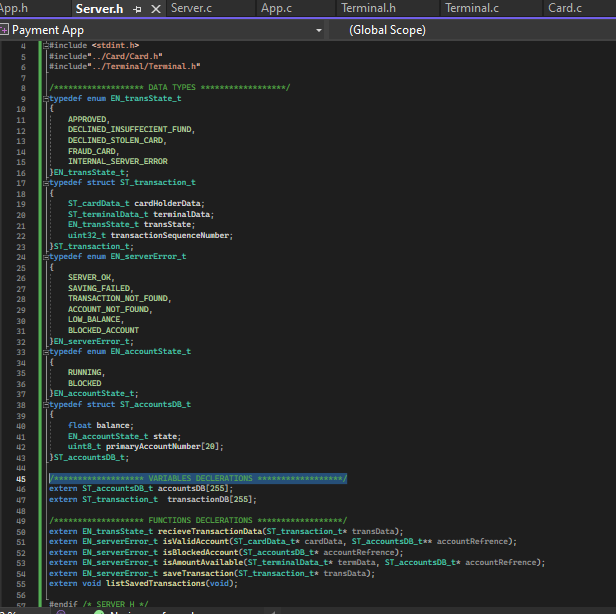 App.h Server.h Server.c App.c Terminal.h Terminal.c Card.c
Payment App (Global Scope)
4 #include <stdint.h>
5 #include"../Card/Card.h"
6 #include"../Terminal/Terminal.h"
7
8 /******************* DATA TYPES ******************/
9 typedef enum EN_transState_t
10 {
11 APPROVED,
12 DECLINED_INSUFFECIENT_FUND,
13 DECLINED_STOLEN_CARD,
14 FRAUD_CARD,
15 INTERNAL_SERVER_ERROR
16 }EN_transState_t;
17 typedef struct ST_transaction_t
18 {
19 ST_cardData_t cardHolderData;
20 ST_terminalData_t terminalData;
21 EN_transState_t transState;
22 uint32_t transactionSequenceNumber;
23 }ST_transaction_t;
24 typedef enum EN_serverError_t
25 {
26 SERVER_OK,
27 SAVING_FAILED,
28 TRANSACTION_NOT_FOUND,
29 ACCOUNT_NOT_FOUND,
30 LOW_BALANCE,
31 BLOCKED_ACCOUNT
32 }EN_serverError_t;
33 typedef enum EN_accountState_t
34 {
35 RUNNING,
36 BLOCKED
37 }EN_accountState_t;
38 typedef struct ST_accountsDB_t
39 {
40 float balance;
41 EN_accountState_t state;
42 uint8_t primaryAccountNumber[20];
43 }ST_accountsDB_t;
44
45 /******************* VARIABLES DECLERATIONS ******************/
46 extern ST_accountsDB_t accountsDB[255];
47 extern ST_transaction_t transactionDB[255];
48
49 /******************* FUNCTIONS DECLERATIONS ******************/
50 extern EN_transState_t recieveTransactionData(ST_transaction_t* transData);
51 extern EN_serverError_t isValidAccount(ST_cardData_t* cardData, ST_accountsDB_t** accountRefrence);
52 extern EN_serverError_t isBlockedAccount(ST_accountsDB_t* accountRefrence);
53 extern EN_serverError_t isAmountAvailable(ST_terminalData_t* termData, ST_accountsDB_t* accountRefrence);
54 extern EN_serverError_t saveTransaction(ST_transaction_t* transData);
55 extern void listSavedTransactions(void);
56
57 #endif /* SERVER_H */